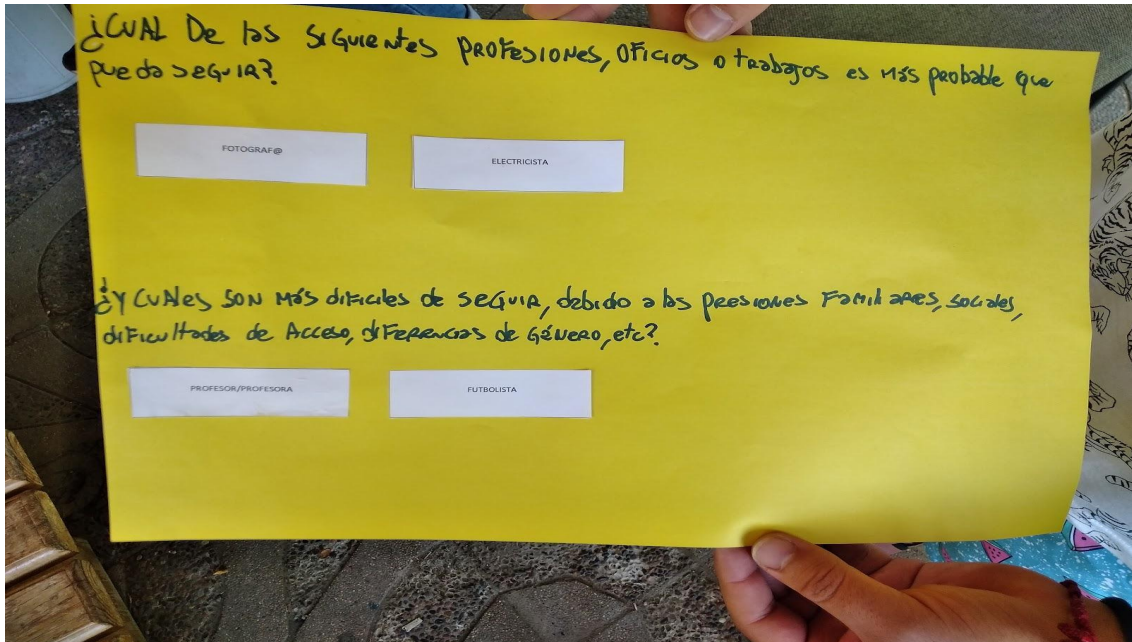 ¿CUAL De las SIGUIENTES PROFESIONES, OFICIOS o trabajos es más probable que
pueda seguir?
FOTOGRAF@ ELECTRICISTA
¿Y CUALES SON Más difíciles de SEGUIR, debido a las PRESIONES FAMILIARES, SOCIALES,
dificultades de Acceso, diferencias de GéNERO, etc?
PROFESOR/PROFESORA FUTBOLISTA